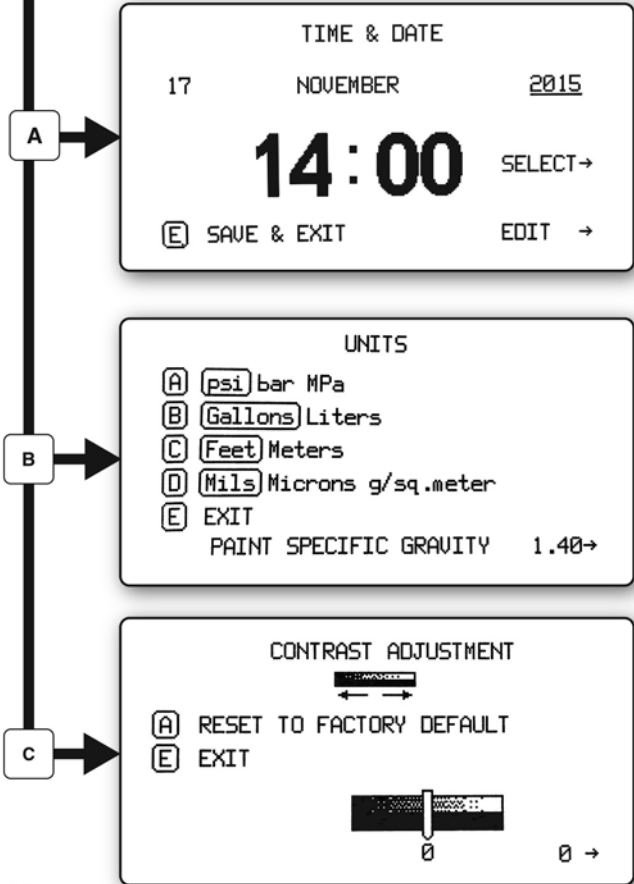 TIME & DATE
17 NOVEMBER 2015
A
14:00 SELECT→
E SAVE & EXIT EDIT →
UNITS
A psi bar MPa
B Gallons Liters
B
C Feet Meters
D Mils Microns g/sq.meter
E EXIT
PAINT SPECIFIC GRAVITY 1.40→
CONTRAST ADJUSTMENT
← →
A RESET TO FACTORY DEFAULT
C
E EXIT
0 0 →